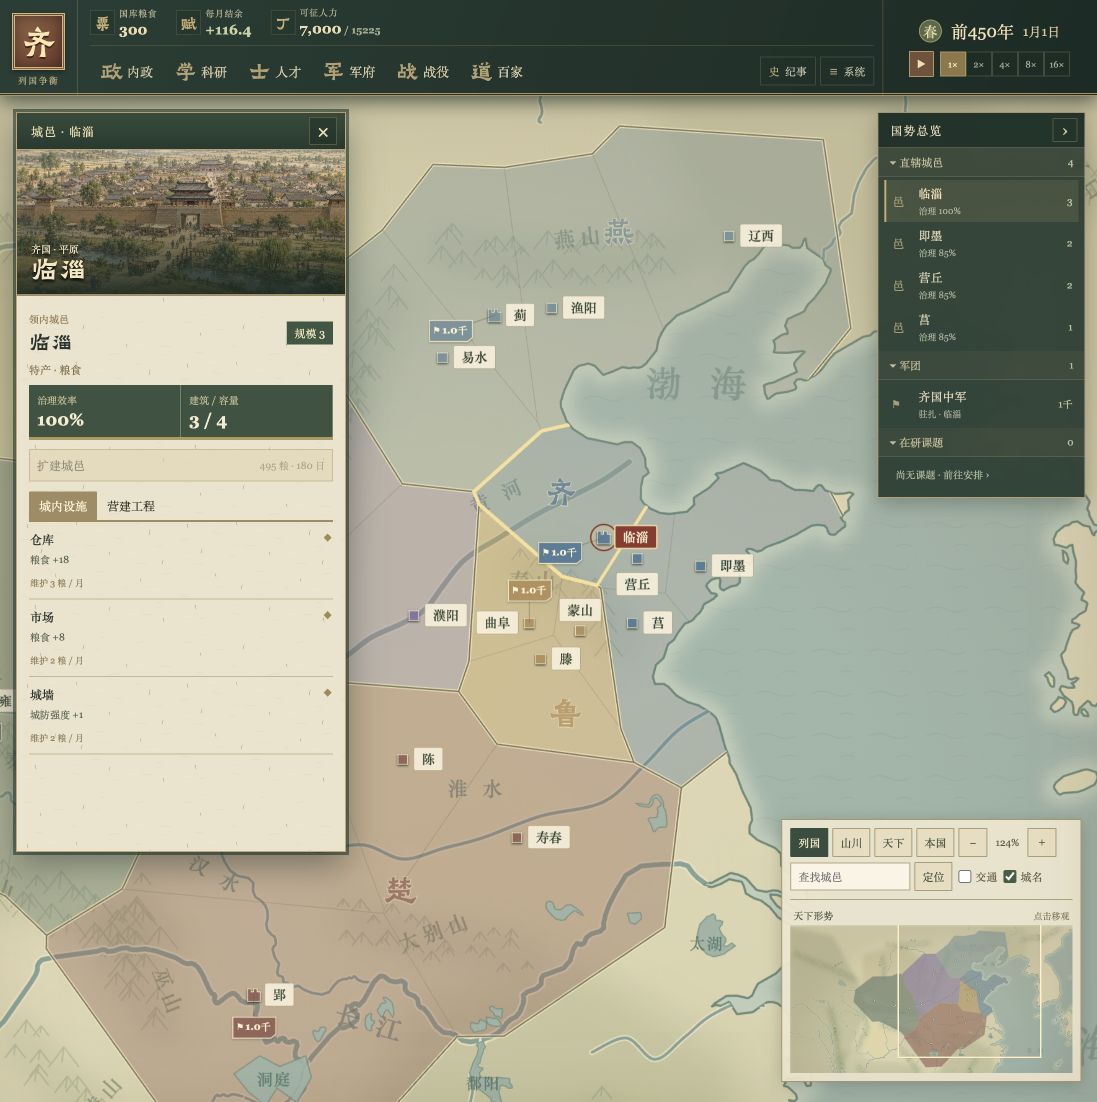 齐
列国争衡
粟
国库粮食
300
赋
每月结余
+116.4
丁
可征人力
7,000 / 15225
政 内政
学 科研
士 人才
军 军府
战 战役
道 百家
史 纪事
≡ 系统
春 前450年 1月1日
1×
2×
4×
8×
16×
城邑 · 临淄
×
齐国 · 平原
临淄
领内城邑
临淄
规模 3
特产 · 粮食
治理效率
100%
建筑 / 容量
3 / 4
扩建城邑
495 粮 · 180 日
城内设施
营建工程
仓库
粮食 +18
维护 3 粮 / 月
市场
粮食 +8
维护 2 粮 / 月
城墙
城防强度 +1
维护 2 粮 / 月
国势总览
›
直辖城邑 4
邑 临淄 3
治理 100%
邑 即墨 2
治理 85%
邑 营丘 2
治理 85%
邑 莒 1
治理 85%
军团 1
齐国中军 1千
驻扎 · 临淄
在研课题 0
尚无课题 · 前往安排 ›
燕山
燕
辽西
蓟
渔阳
1.0千
易水
渤海
黄河
齐
临淄
1.0千
营丘
即墨
泰山
1.0千
濮阳
曲阜
蒙山
莒
滕
鲁
雍
陈
淮水
寿春
汉水
楚
大别山
太湖
巫山
郢
1.0千
长江
洞庭
鄱阳
山
列国
山川
天下
本国
−
124%
+
查找城邑
定位
交通
城名
天下形势
点击移观